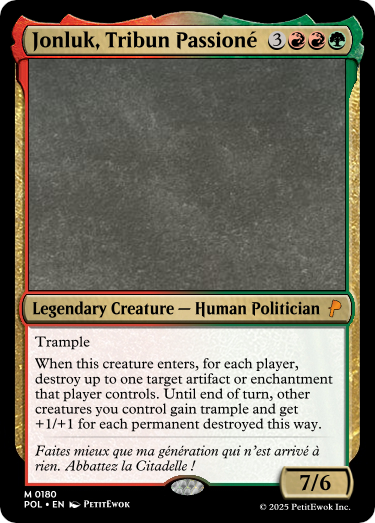 Jonluk, Tribun Passioné 3
Legendary Creature — Human Politician
Trample
When this creature enters, for each player,
destroy up to one target artifact or enchantment
that player controls. Until end of turn, other
creatures you control gain trample and get
+1/+1 for each permanent destroyed this way.
Faites mieux que ma génération qui n'est arrivé à
rien. Abbattez la Citadelle !
7/6
M 0180
POL • EN PetitEwok
© 2025 PetitEwok Inc.